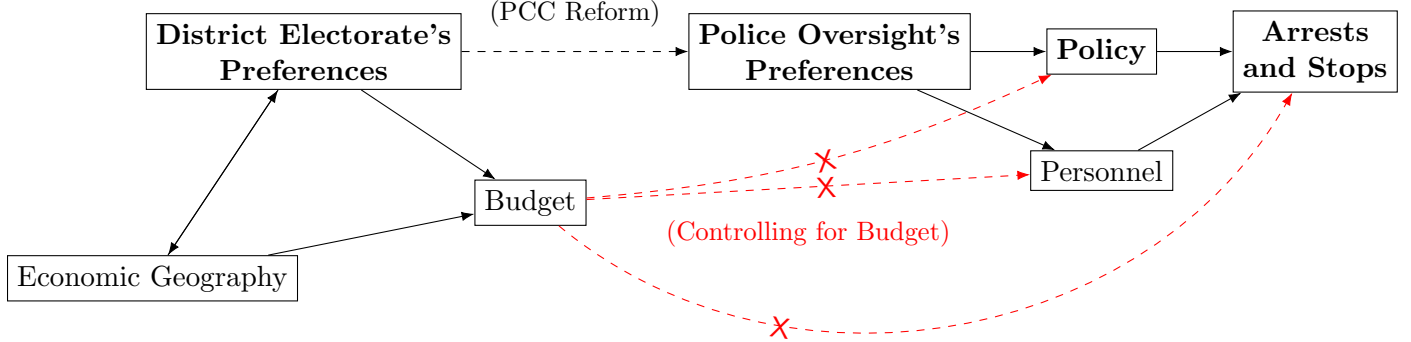 (PCC Reform)
District Electorate's
Preferences
Police Oversight's
Preferences
Policy
Arrests
and Stops
Budget
Personnel
(Controlling for Budget)
Economic Geography